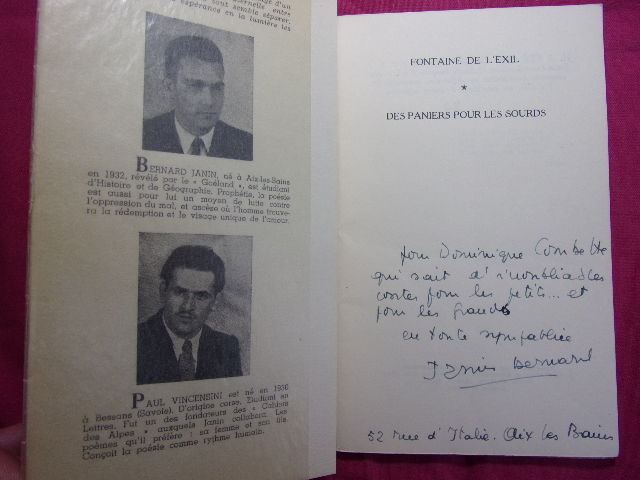 tout semble séparer.
espérance en la lumière les
BERNARD JANIN, né à Aix-les-Bains
en 1932, révélé par le « Goéland », est étudiant
d'Histoire et de Géographie. Prophétie, la poésie
est aussi pour lui un moyen de lutte contre
l'oppression du mal, et ascèse où l'homme trouve-
ra la rédemption et le visage unique de l'amour.
PAUL VINCENSINI est né en 1930
à Bessans (Savoie). D'origine corse. Etudiant en
Lettres. Fut un des fondateurs des « Cahiers
des Alpes » auxquels Janin collabora. Les
poèmes qu'il préfère : sa femme et son fils.
Conçoit la poésie comme rythme humain.
FONTAINE DE L'EXIL
★
DES PANIERS POUR LES SOURDS
pour Dominique Combette
qui sait d'inoubliables
contes pour les petits... et
pour les grands
en toute sympathie
Janin Bernard
52 rue d'Italie. Aix les Bains